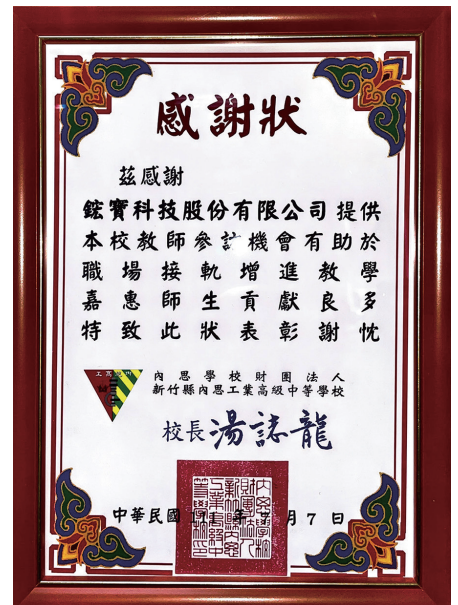 感謝狀
茲感謝
鋐寶科技股份有限公司提供
本校教師參訪機會有助於
職場接軌增進教學
嘉惠師生貢獻良多
特致此狀表彰謝忱
內思學校財團法人
新竹縣內思工業高級中等學校
校長湯誌龍
中華民國 年 月7日